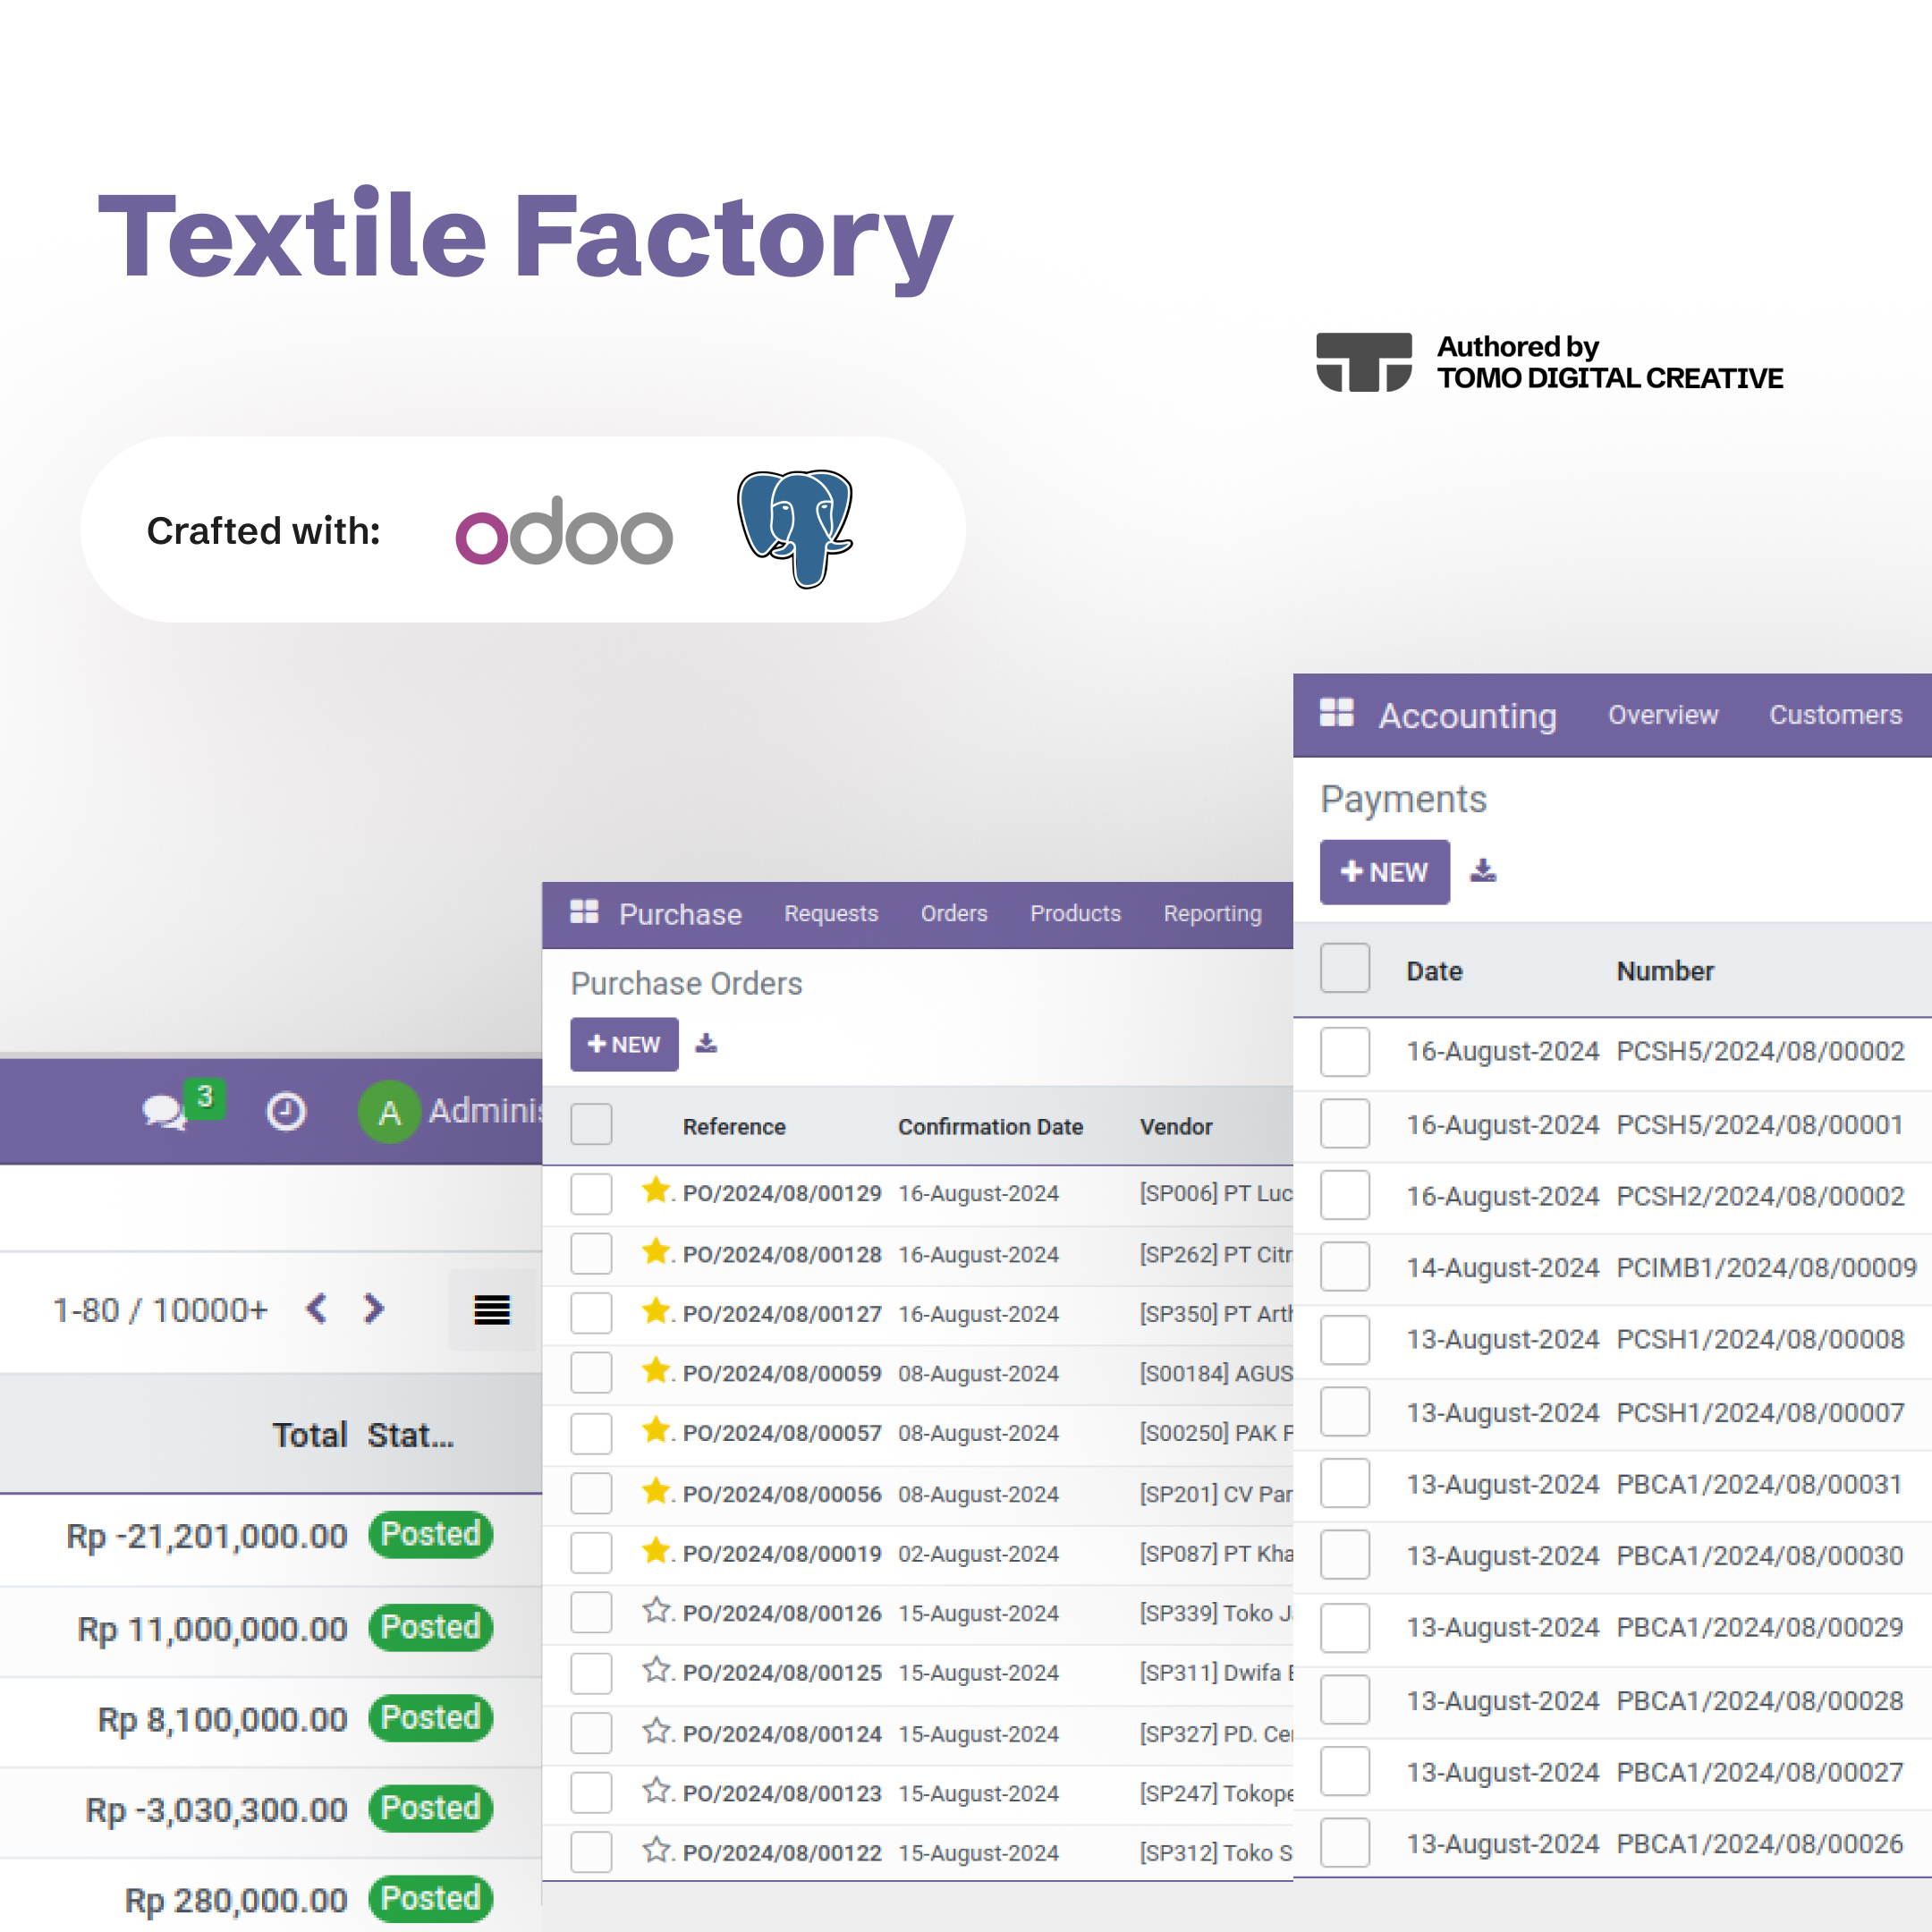 Textile Factory
Authored by
TOMO DIGITAL CREATIVE
Crafted with: odoo
3 A
1-80 / 10000+
Total Stat...
Rp -21,201,000.00 Posted
Rp 11,000,000.00 Posted
Rp 8,100,000.00 Posted
Rp -3,030,300.00 Posted
Rp 280,000.00 Posted
Purchase Requests Orders Products Reporting
Purchase Orders
NEW
Reference Confirmation Date Vendor
PO/2024/08/00129 16-August-2024 [SP006] PT Luc
PO/2024/08/00128 16-August-2024 [SP262] PT Citr
PO/2024/08/00127 16-August-2024 [SP350] PT Arth
PO/2024/08/00059 08-August-2024 [S00184] AGUS
PO/2024/08/00057 08-August-2024 [S00250] PAK P
PO/2024/08/00056 08-August-2024 [SP201] CV Par
PO/2024/08/00019 02-August-2024 [SP087] PT Kha
PO/2024/08/00126 15-August-2024 [SP339] Toko J
PO/2024/08/00125 15-August-2024 [SP311] Dwifa
PO/2024/08/00124 15-August-2024 [SP327] PD. Ce
PO/2024/08/00123 15-August-2024 [SP247] Tokope
PO/2024/08/00122 15-August-2024 [SP312] Toko S
Accounting Overview Customers
Payments
NEW
Date Number
16-August-2024 PCSH5/2024/08/00002
16-August-2024 PCSH5/2024/08/00001
16-August-2024 PCSH2/2024/08/00002
14-August-2024 PCIMB1/2024/08/00009
13-August-2024 PCSH1/2024/08/00008
13-August-2024 PCSH1/2024/08/00007
13-August-2024 PBCA1/2024/08/00031
13-August-2024 PBCA1/2024/08/00030
13-August-2024 PBCA1/2024/08/00029
13-August-2024 PBCA1/2024/08/00028
13-August-2024 PBCA1/2024/08/00027
13-August-2024 PBCA1/2024/08/00026